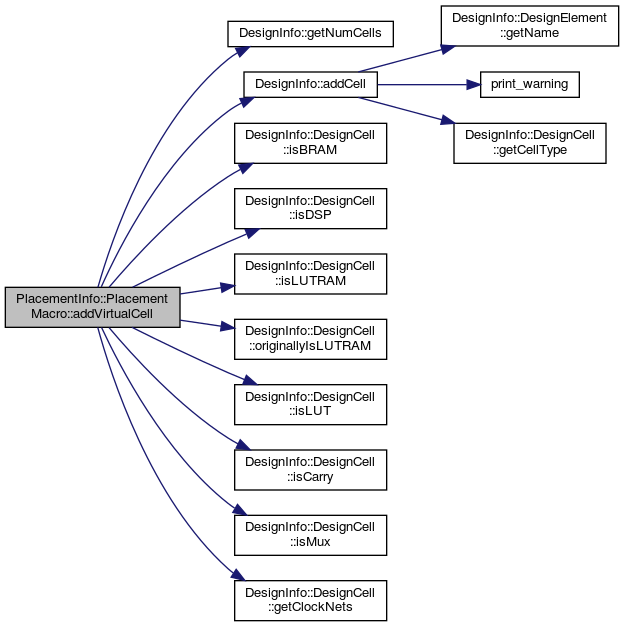 PlacementInfo::Placement
Macro::addVirtualCell
DesignInfo::getNumCells
DesignInfo::addCell
DesignInfo::DesignElement
::getName
print_warning
DesignInfo::DesignCell
::getCellType
DesignInfo::DesignCell
::isBRAM
DesignInfo::DesignCell
::isDSP
DesignInfo::DesignCell
::isLUTRAM
DesignInfo::DesignCell
::originallyIsLUTRAM
DesignInfo::DesignCell
::isLUT
DesignInfo::DesignCell
::isCarry
DesignInfo::DesignCell
::isMux
DesignInfo::DesignCell
::getClockNets